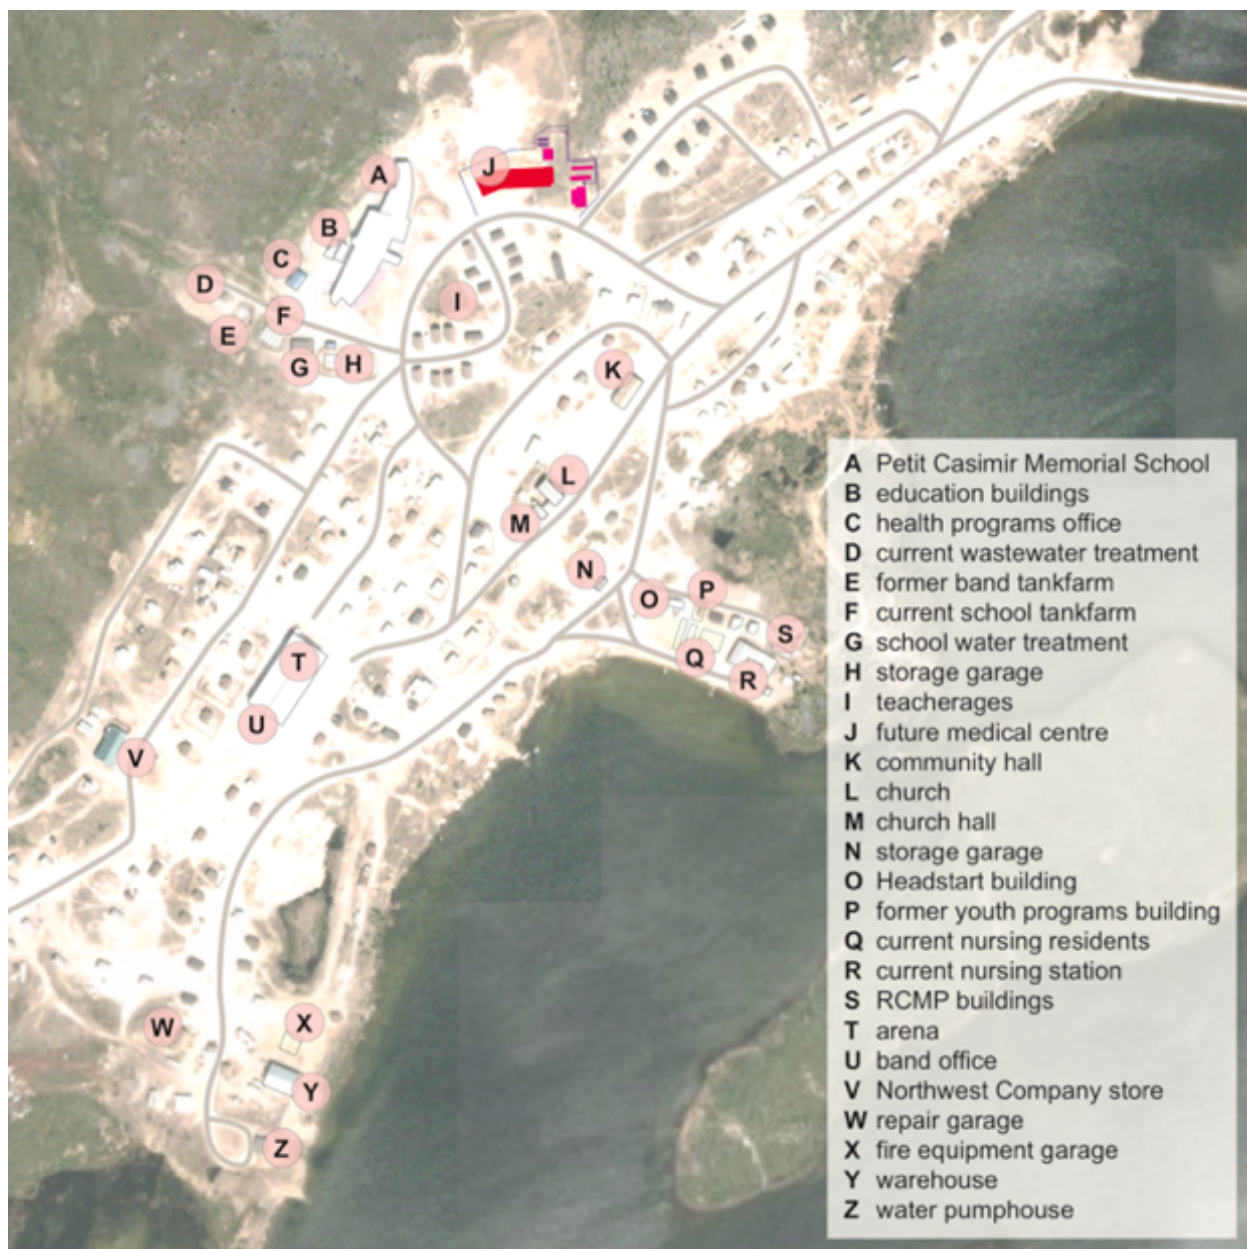 J
A
B
C
D
I
F
E
G
H
K
L
M
N
P
O
S
Q
T
R
U
V
X
W
Y
Z
A Petit Casimir Memorial School
B education buildings
C health programs office
D current wastewater treatment
E former band tankfarm
F current school tankfarm
G school water treatment
H storage garage
I teacherages
J future medical centre
K community hall
L church
M church hall
N storage garage
O Headstart building
P former youth programs building
Q current nursing residents
R current nursing station
S RCMP buildings
T arena
U band office
V Northwest Company store
W repair garage
X fire equipment garage
Y warehouse
Z water pumphouse